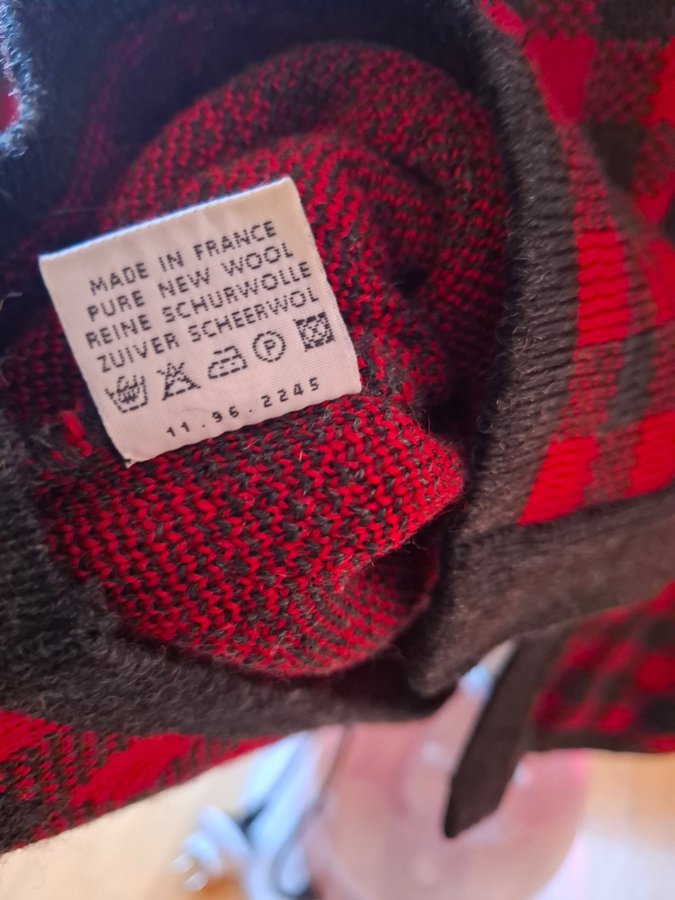 MADE IN FRANCE
PURE NEW WOOL
REINE SCHURWOLLE
ZUIVER SCHEERWOL
P
11.96.2245